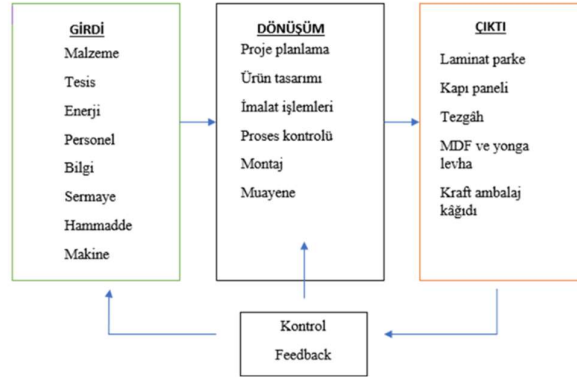 GİRDİ
Malzeme
Tesis
Enerji
Personel
Bilgi
Sermaye
Hammadde
Makine
DÖNÜŞÜM
Proje planlama
Ürün tasarımı
İmalat işlemleri
Proses kontrolü
Montaj
Muayene
ÇIKTI
Laminat parke
Kapı paneli
Tezgâh
MDF ve yonga
levha
Kraft ambalaj
kâğıdı
Kontrol
Feedback